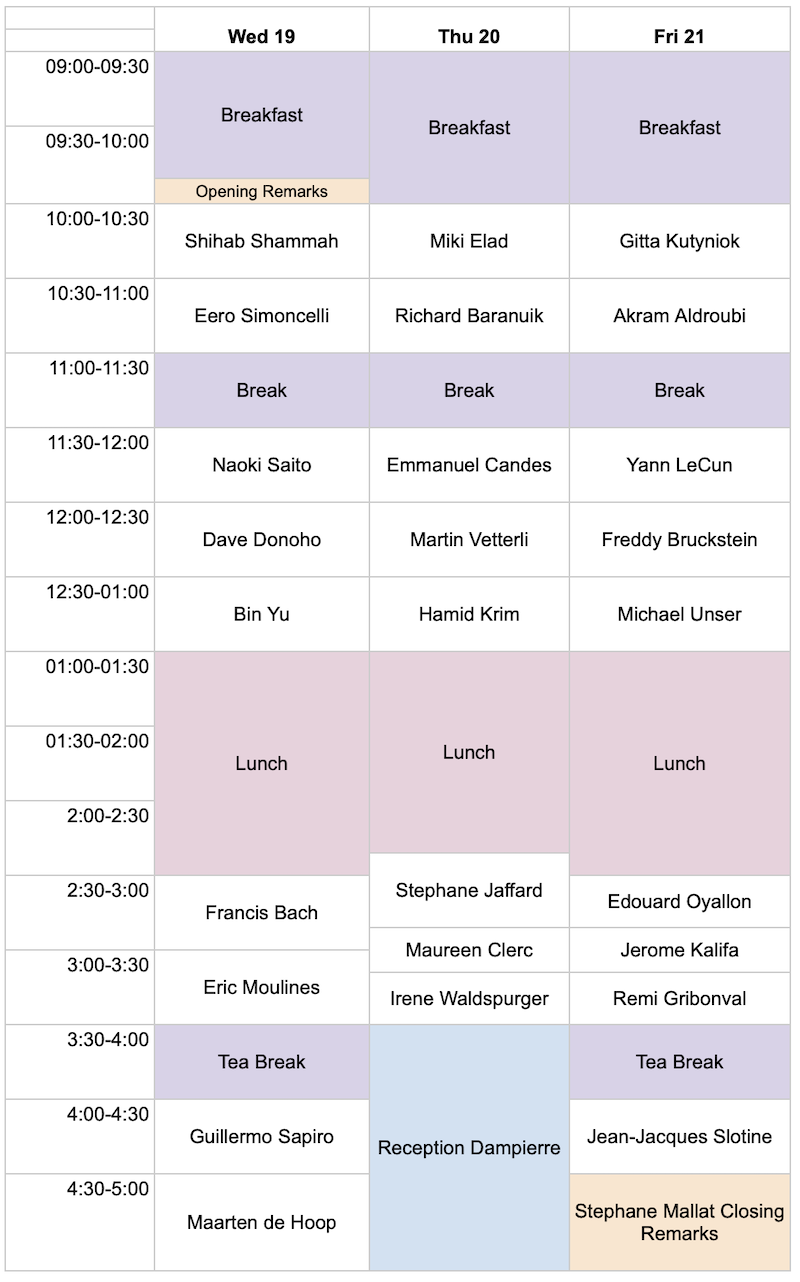 Wed 19 Thu 20 Fri 21
09:00-09:30
Breakfast Breakfast Breakfast
09:30-10:00
Opening Remarks
10:00-10:30
Shihab Shammah Miki Elad Gitta Kutyniok
10:30-11:00
Eero Simoncelli Richard Baranuik Akram Aldroubi
11:00-11:30
Break Break Break
11:30-12:00
Naoki Saito Emmanuel Candes Yann LeCun
12:00-12:30
Dave Donoho Martin Vetterli Freddy Bruckstein
12:30-01:00
Bin Yu Hamid Krim Michael Unser
01:00-01:30
01:30-02:00
Lunch Lunch Lunch
2:00-2:30
2:30-3:00
Francis Bach Stephane Jaffard Edouard Oyallon
Maureen Clerc Jerome Kalifa
3:00-3:30
Eric Moulines Irene Waldspurger Remi Gribonval
3:30-4:00
Tea Break Tea Break
4:00-4:30
Guillermo Sapiro Reception Dampierre Jean-Jacques Slotine
4:30-5:00
Maarten de Hoop Stephane Mallat Closing
Remarks